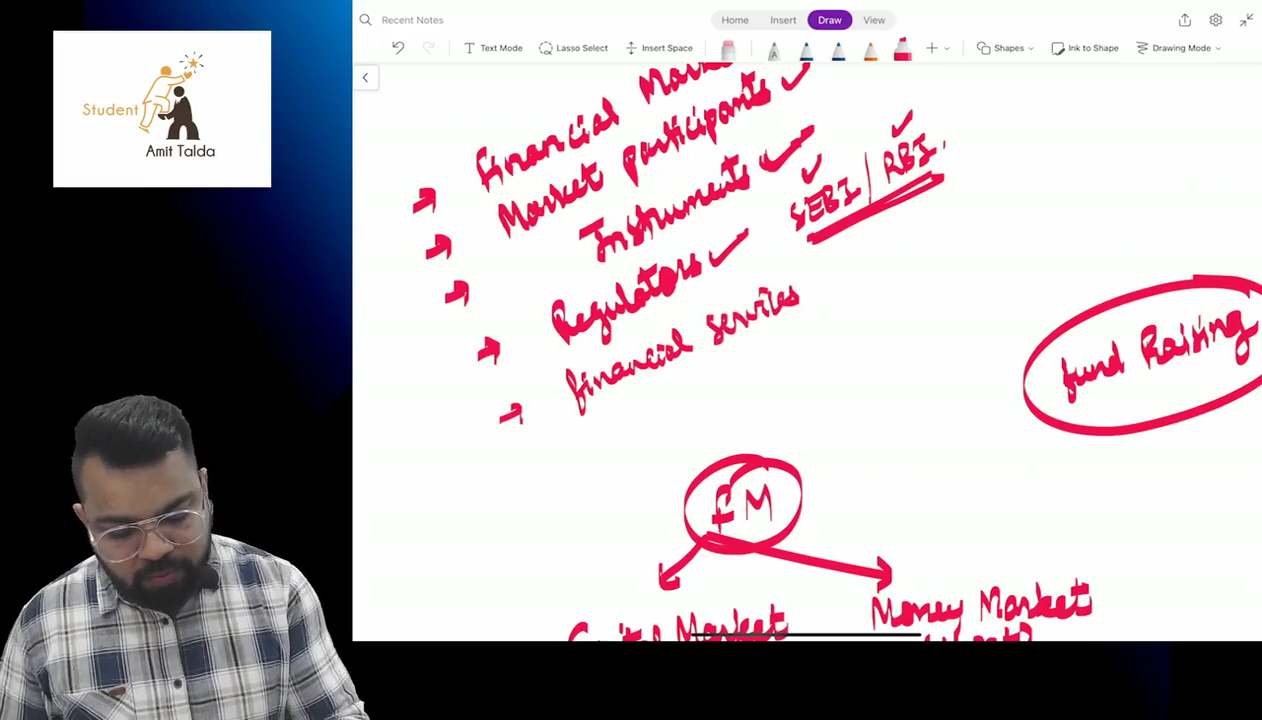 Recent Notes
Home Insert Draw View
Text Mode Lasso Select Insert Space Shapes Ink to Shape Drawing Mode
Student
Amit Talda
Financial
Market participants
Instruments
SEBI / RBI.
Regulators
financial services
fund Raising
FM
Capital Market
Money Market